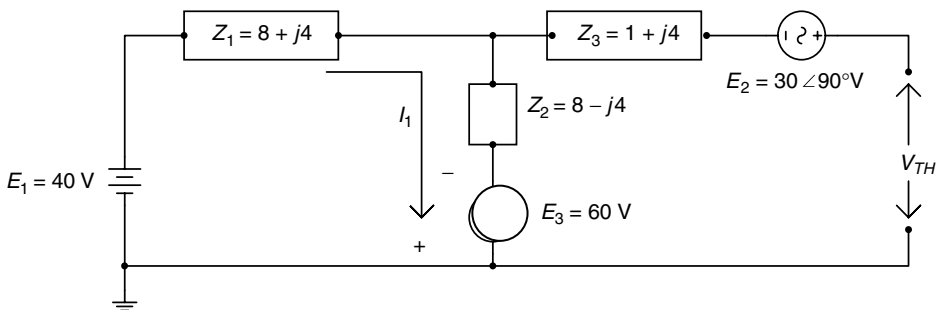 Z1 = 8 + j4
Z3 = 1 + j4
E2 = 30 ∠90°V
Z2 = 8 – j4
I1
VTH
E1 = 40 V
–
E3 = 60 V
+